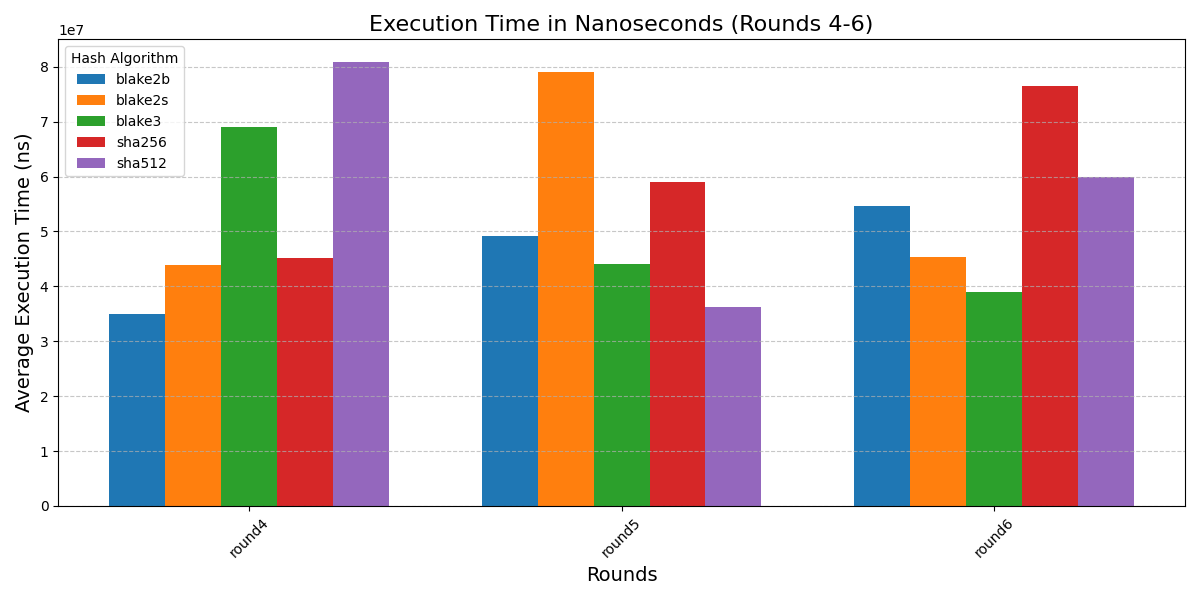 Execution Time in Nanoseconds (Rounds 4-6)
1e7
Hash Algorithm
blake2b
blake2s
blake3
sha256
sha512
8
7
6
5
4
3
2
1
0
Average Execution Time (ns)
round4
round5
round6
Rounds